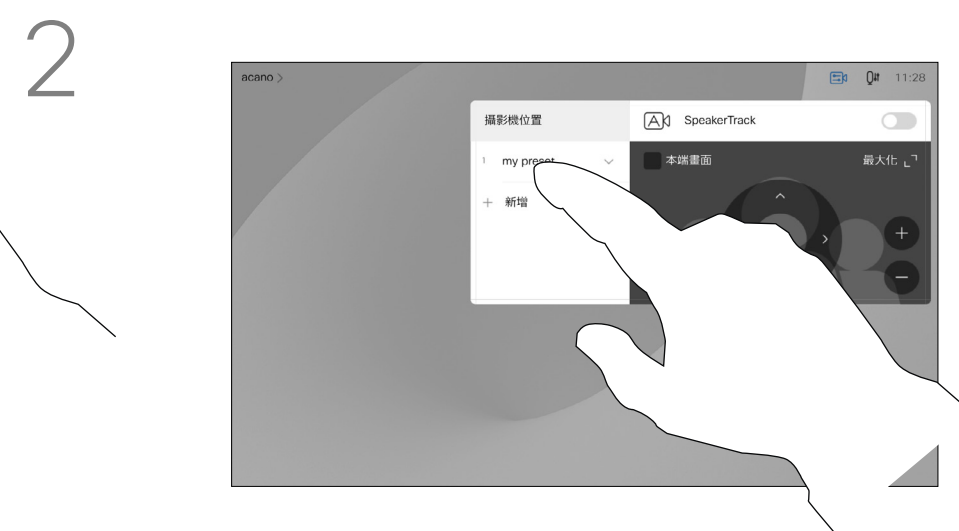 2
acano >
11:28
攝影機位置
SpeakerTrack
1 my preset
本端畫面
最大化
+ 新增